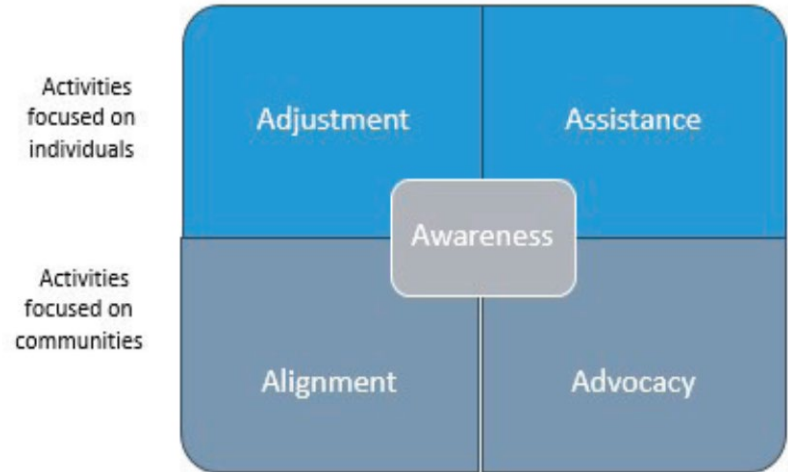 Activities
focused on
individuals
Adjustment
Assistance
Awareness
Activities
focused on
communities
Alignment
Advocacy